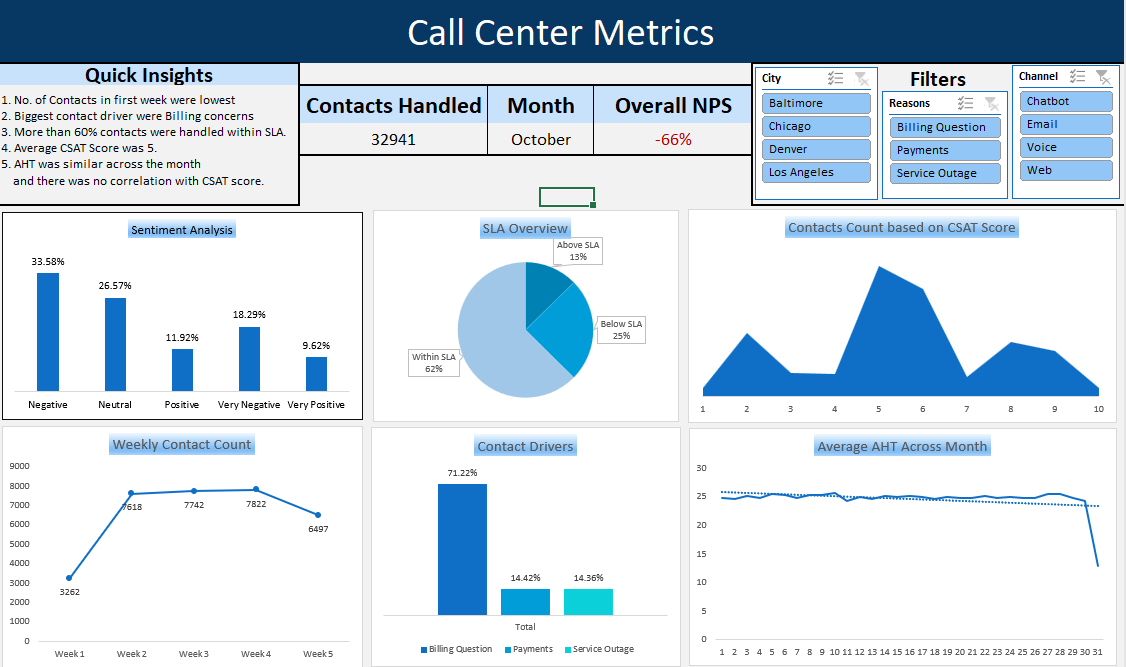 Call Center Metrics
Quick Insights
1. No. of Contacts in first week were lowest
2. Biggest contact driver were Billing concerns
3. More than 60% contacts were handled within SLA.
4. Average CSAT Score was 5.
5. AHT was similar across the month
and there was no correlation with CSAT score.
Contacts Handled Month Overall NPS
32941 October -66%
City
Baltimore
Chicago
Denver
Los Angeles
Filters
Reasons
Billing Question
Payments
Service Outage
Channel
Chatbot
Email
Voice
Web
Sentiment Analysis
33.58%
26.57%
11.92%
18.29%
9.62%
Negative Neutral Positive Very Negative Very Positive
SLA Overview
Above SLA
13%
Below SLA
25%
Within SLA
62%
Contacts Count based on CSAT Score
1 2 3 4 5 6 7 8 9 10
Weekly Contact Count
9000
8000
7000
6000
5000
4000
3000
2000
1000
0
3262
7618
7742
7822
6497
Week 1 Week 2 Week 3 Week 4 Week 5
Contact Drivers
71.22%
14.42%
14.36%
Total
Billing Question Payments Service Outage
Average AHT Across Month
30
25
20
15
10
5
0
1 2 3 4 5 6 7 8 9 10 11 12 13 14 15 16 17 18 19 20 21 22 23 24 25 26 27 28 29 30 31